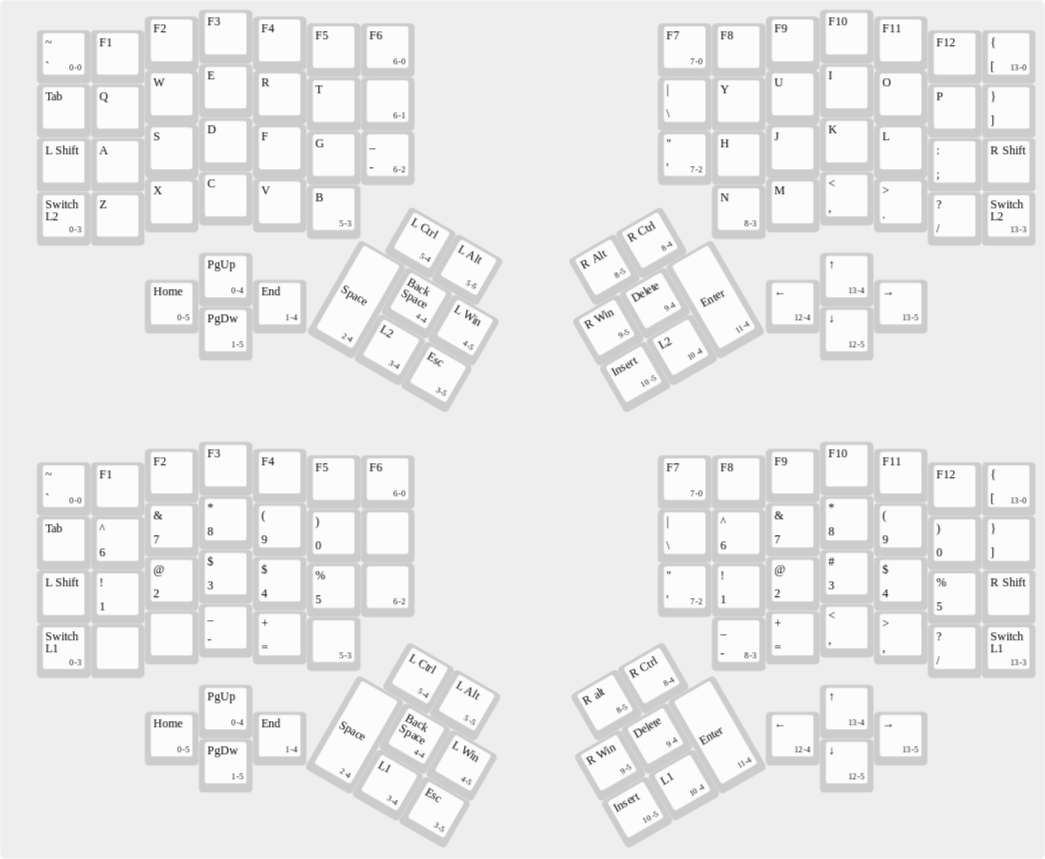 ~ F1 F2 F3 F4 F5 F6
` 0-0 6-0
Tab Q W E R T
6-1
L Shift A S D F G _
- 6-2
Switch Z X C V B
L2
0-3 5-3
L Ctrl
5-4
L Alt
5-5
PgUp
0-4
Home
0-5
End
1-4
PgDw
1-5
Space
2-4
Back
Space
4-4
L Win
4-5
L2
3-4
Esc
3-5
F7 F8 F9 F10 F11 F12 {
7-0 [ 13-0
| Y U I O P }
\ ]
" H J K L : R Shift
' 7-2 ;
N M < > ? Switch
L2
8-3 , . / 13-3
R Ctrl
8-4
R Alt
8-5
R Win
9-5
Delete
9-4
Enter
11-4
Insert
10-5
L2
10-4
↑
13-4
←
12-4
→
13-5
↓
12-5
~ F1 F2 F3 F4 F5 F6
` 0-0 6-0
Tab ^ & * ( )
6 7 8 9 0
L Shift ! @ $ $ %
1 2 3 4 5 6-2
Switch _ +
L1 - =
0-3 5-3
L Ctrl
5-4
L Alt
5-5
PgUp
0-4
Home
0-5
End
1-4
PgDw
1-5
Space
2-4
Back
Space
4-4
L Win
4-5
L1
3-4
Esc
3-5
F7 F8 F9 F10 F11 F12 {
7-0 [ 13-0
| ^ & * ( ) }
\ 6 7 8 9 0 ]
" ! @ # $ % R Shift
' 7-2 1 2 3 4 5
_ + < > ? Switch
L1
- 8-3 = , , / 13-3
R Ctrl
8-4
R alt
8-5
R Win
9-5
Delete
9-4
Enter
11-4
Insert
10-5
L1
10-4
↑
13-4
←
12-4
→
13-5
↓
12-5